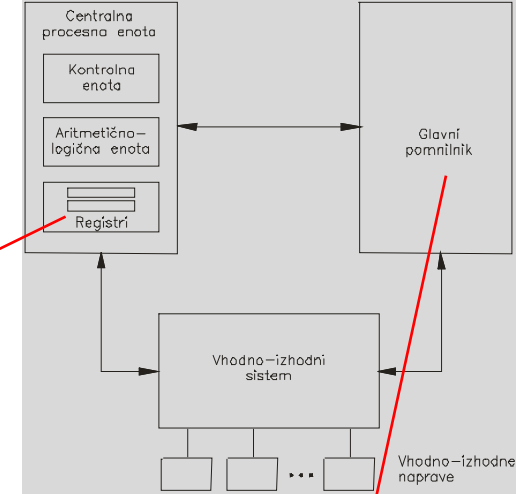 Centralna
procesna enota
Kontrolna
enota
Aritmetično-
logična enota
Registri
Glavni
pomnilnik
Vhodno-izhodni
sistem
Vhodno-izhodne
naprave